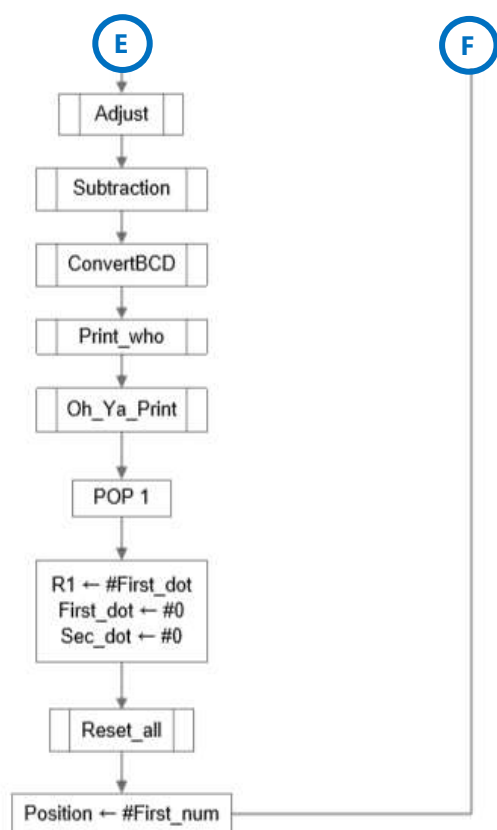 E
F
Adjust
Subtraction
ConvertBCD
Print_who
Oh_Ya_Print
POP 1
R1 ← #First_dot
First_dot ← #0
Sec_dot ← #0
Reset_all
Position ← #First_num